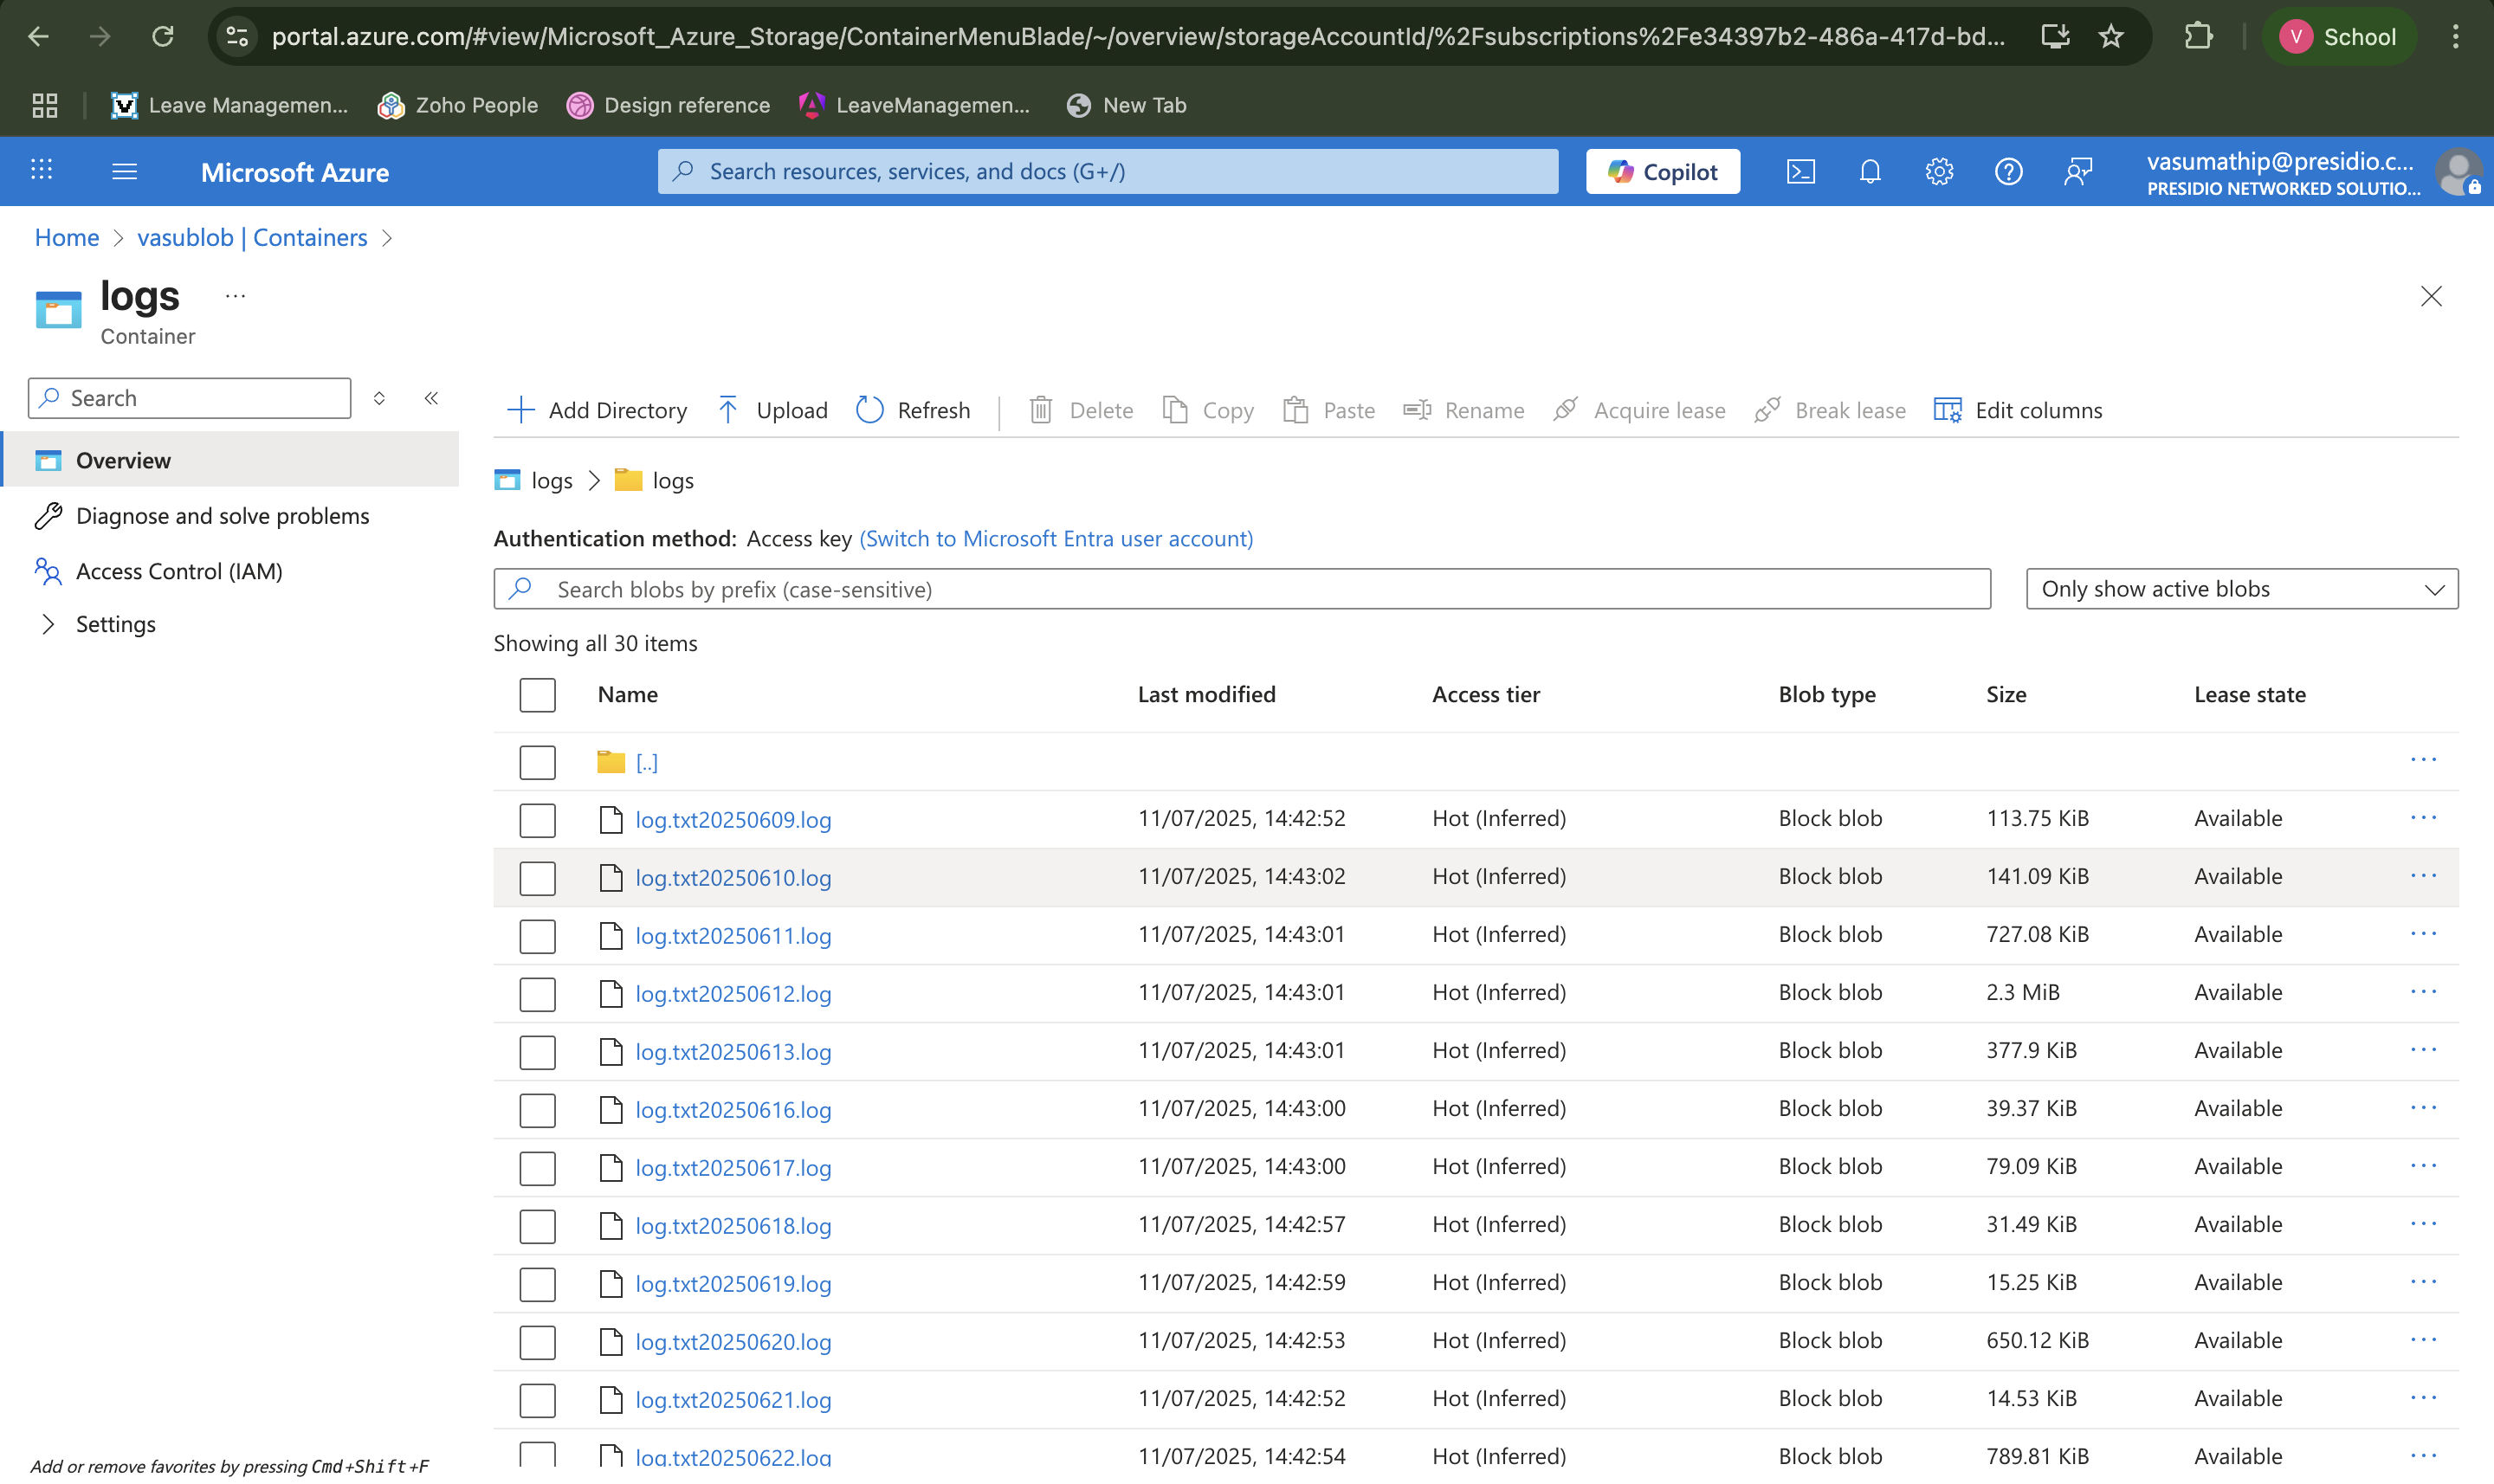 portal.azure.com/#view/Microsoft_Azure_Storage/ContainerMenuBlade/~/overview/storageAccountId/%2Fsubscriptions%2Fe34397b2-486a-417d-bd...
V School
Leave Managemen... Zoho People Design reference LeaveManagemen... New Tab
Microsoft Azure
Search resources, services, and docs (G+/)
Copilot
vasumathip@presidio.c...
PRESIDIO NETWORKED SOLUTIO...
Home > vasublob | Containers >
logs ...
Container
Search
Overview
Diagnose and solve problems
Access Control (IAM)
Settings
Add Directory Upload Refresh Delete Copy Paste Rename Acquire lease Break lease Edit columns
logs > logs
Authentication method: Access key (Switch to Microsoft Entra user account)
Search blobs by prefix (case-sensitive)
Only show active blobs
Showing all 30 items
Name Last modified Access tier Blob type Size Lease state
[..]
log.txt20250609.log 11/07/2025, 14:42:52 Hot (Inferred) Block blob 113.75 KiB Available
log.txt20250610.log 11/07/2025, 14:43:02 Hot (Inferred) Block blob 141.09 KiB Available
log.txt20250611.log 11/07/2025, 14:43:01 Hot (Inferred) Block blob 727.08 KiB Available
log.txt20250612.log 11/07/2025, 14:43:01 Hot (Inferred) Block blob 2.3 MiB Available
log.txt20250613.log 11/07/2025, 14:43:01 Hot (Inferred) Block blob 377.9 KiB Available
log.txt20250616.log 11/07/2025, 14:43:00 Hot (Inferred) Block blob 39.37 KiB Available
log.txt20250617.log 11/07/2025, 14:43:00 Hot (Inferred) Block blob 79.09 KiB Available
log.txt20250618.log 11/07/2025, 14:42:57 Hot (Inferred) Block blob 31.49 KiB Available
log.txt20250619.log 11/07/2025, 14:42:59 Hot (Inferred) Block blob 15.25 KiB Available
log.txt20250620.log 11/07/2025, 14:42:53 Hot (Inferred) Block blob 650.12 KiB Available
log.txt20250621.log 11/07/2025, 14:42:52 Hot (Inferred) Block blob 14.53 KiB Available
log.txt20250622.log 11/07/2025, 14:42:54 Hot (Inferred) Block blob 789.81 KiB Available
Add or remove favorites by pressing Cmd+Shift+F